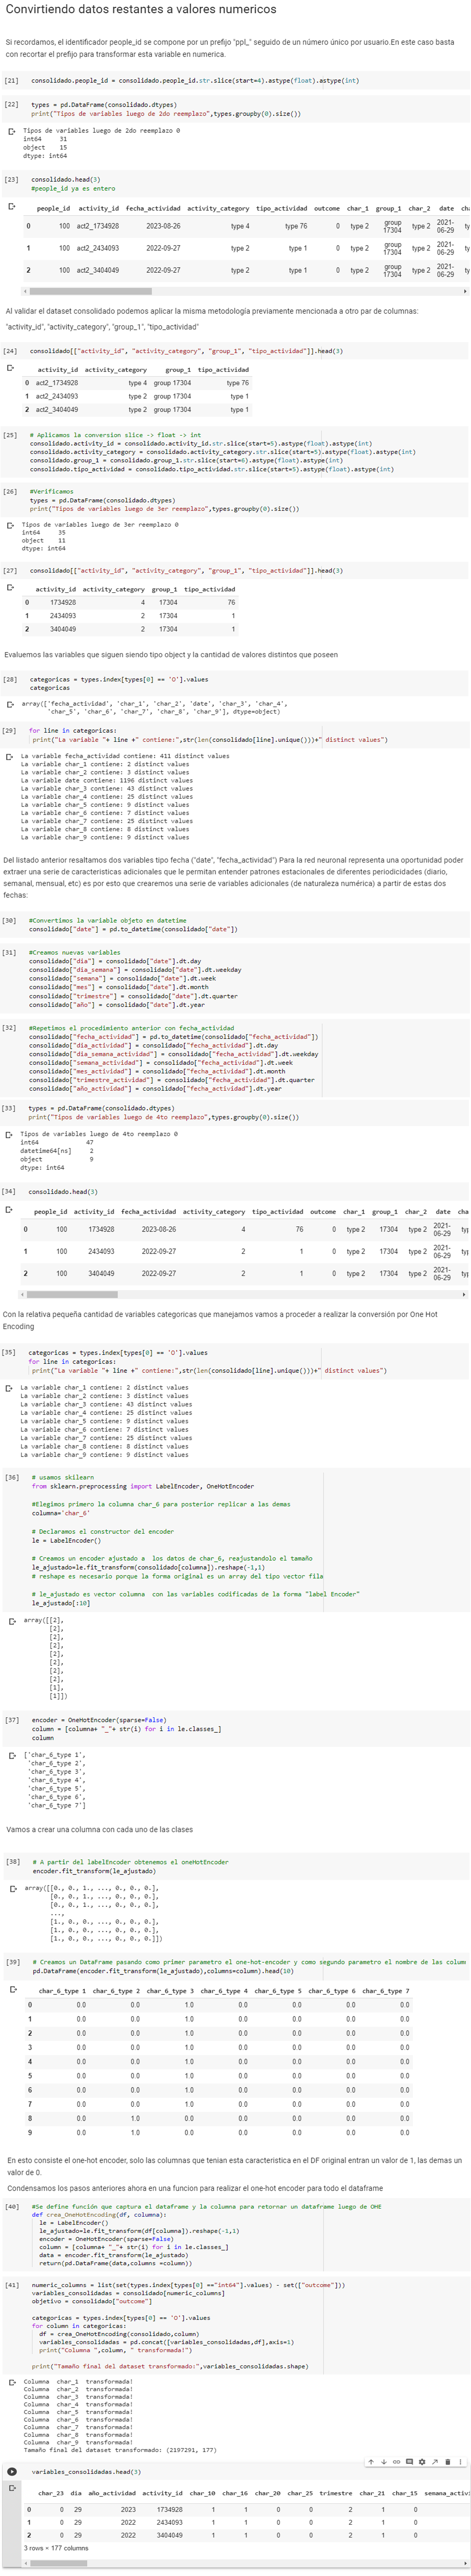 Convirtiendo datos restantes a valores numericos
Si recordamos, el identificador people_id se compone por un prefijo "ppl_" seguido de un número único por usuario.En este caso basta
con recortar el prefijo para transformar esta variable en numerica.
[21] consolidado.people_id = consolidado.people_id.str.slice(start=4).astype(float).astype(int)
[22] types = pd.DataFrame(consolidado.dtypes)
print("Tipos de variables luego de 2do reemplazo",types.groupby(0).size())
Tipos de variables luego de 2do reemplazo 0
int64 31
object 15
dtype: int64
[23] consolidado.head(3)
#people_id ya es entero
people_id activity_id fecha_actividad activity_category tipo_actividad outcome char_1 group_1 char_2 date cha
0 100 act2_1734928 2023-08-26 type 4 type 76 0 type 2 group 17304 type 2 2021-06-29 ty
1 100 act2_2434093 2022-09-27 type 2 type 1 0 type 2 group 17304 type 2 2021-06-29 ty
2 100 act2_3404049 2022-09-27 type 2 type 1 0 type 2 group 17304 type 2 2021-06-29 ty
Al validar el dataset consolidado podemos aplicar la misma metodología previamente mencionada a otro par de columnas:
"activity_id", "activity_category", "group_1", "tipo_actividad"
[24] consolidado[["activity_id", "activity_category", "group_1", "tipo_actividad"]].head(3)
activity_id activity_category group_1 tipo_actividad
0 act2_1734928 type 4 group 17304 type 76
1 act2_2434093 type 2 group 17304 type 1
2 act2_3404049 type 2 group 17304 type 1
[25] # Aplicamos la conversion slice -> float -> int
consolidado.activity_id = consolidado.activity_id.str.slice(start=5).astype(float).astype(int)
consolidado.activity_category = consolidado.activity_category.str.slice(start=5).astype(float).astype(int)
consolidado.group_1 = consolidado.group_1.str.slice(start=6).astype(float).astype(int)
consolidado.tipo_actividad = consolidado.tipo_actividad.str.slice(start=5).astype(float).astype(int)
[26] #Verificamos
types = pd.DataFrame(consolidado.dtypes)
print("Tipos de variables luego de 3er reemplazo",types.groupby(0).size())
Tipos de variables luego de 3er reemplazo 0
int64 35
object 11
dtype: int64
[27] consolidado[["activity_id", "activity_category", "group_1", "tipo_actividad"]].head(3)
activity_id activity_category group_1 tipo_actividad
0 1734928 4 17304 76
1 2434093 2 17304 1
2 3404049 2 17304 1
Evaluemos las variables que siguen siendo tipo object y la cantidad de valores distintos que poseen
[28] categoricas = types.index[types[0] == 'O'].values
categoricas
array(['fecha_actividad', 'char_1', 'char_2', 'date', 'char_3', 'char_4',
'char_5', 'char_6', 'char_7', 'char_8', 'char_9'], dtype=object)
[29] for line in categoricas:
print("La variable "+ line +" contiene:",str(len(consolidado[line].unique()))+" distinct values")
La variable fecha_actividad contiene: 411 distinct values
La variable char_1 contiene: 2 distinct values
La variable char_2 contiene: 3 distinct values
La variable date contiene: 1196 distinct values
La variable char_3 contiene: 43 distinct values
La variable char_4 contiene: 25 distinct values
La variable char_5 contiene: 9 distinct values
La variable char_6 contiene: 7 distinct values
La variable char_7 contiene: 25 distinct values
La variable char_8 contiene: 8 distinct values
La variable char_9 contiene: 9 distinct values
Del listado anterior resaltamos dos variables tipo fecha ("date", "fecha_actividad") Para la red neuronal representa una oportunidad poder
extraer una serie de caracteristicas adicionales que le permitan entender patrones estacionales de diferentes periodicidades (diario,
semanal, mensual, etc) es por esto que crearemos una serie de variables adicionales (de naturaleza numérica) a partir de estas dos
fechas:
[30] #Convertimos la variable objeto en datetime
consolidado["date"] = pd.to_datetime(consolidado["date"])
[31] #Creamos nuevas variables
consolidado["dia"] = consolidado["date"].dt.day
consolidado["dia_semana"] = consolidado["date"].dt.weekday
consolidado["semana"] = consolidado["date"].dt.week
consolidado["mes"] = consolidado["date"].dt.month
consolidado["trimestre"] = consolidado["date"].dt.quarter
consolidado["año"] = consolidado["date"].dt.year
[32] #Repetimos el procedimiento anterior con fecha_actividad
consolidado["fecha_actividad"] = pd.to_datetime(consolidado["fecha_actividad"])
consolidado["dia_actividad"] = consolidado["fecha_actividad"].dt.day
consolidado["dia_semana_actividad"] = consolidado["fecha_actividad"].dt.weekday
consolidado["semana_actividad"] = consolidado["fecha_actividad"].dt.week
consolidado["mes_actividad"] = consolidado["fecha_actividad"].dt.month
consolidado["trimestre_actividad"] = consolidado["fecha_actividad"].dt.quarter
consolidado["año_actividad"] = consolidado["fecha_actividad"].dt.year
[33] types = pd.DataFrame(consolidado.dtypes)
print("Tipos de variables luego de 4to reemplazo",types.groupby(0).size())
Tipos de variables luego de 4to reemplazo 0
int64 47
datetime64[ns] 2
object 9
dtype: int64
[34] consolidado.head(3)
people_id activity_id fecha_actividad activity_category tipo_actividad outcome char_1 group_1 char_2 date cha
0 100 1734928 2023-08-26 4 76 0 type 2 17304 type 2 2021-06-29 typ
1 100 2434093 2022-09-27 2 1 0 type 2 17304 type 2 2021-06-29 typ
2 100 3404049 2022-09-27 2 1 0 type 2 17304 type 2 2021-06-29 typ
Con la relativa pequeña cantidad de variables categoricas que manejamos vamos a proceder a realizar la conversión por One Hot
Encoding
[35] categoricas = types.index[types[0] == 'O'].values
for line in categoricas:
print("La variable "+ line +" contiene:",str(len(consolidado[line].unique()))+" distinct values")
La variable char_1 contiene: 2 distinct values
La variable char_2 contiene: 3 distinct values
La variable char_3 contiene: 43 distinct values
La variable char_4 contiene: 25 distinct values
La variable char_5 contiene: 9 distinct values
La variable char_6 contiene: 7 distinct values
La variable char_7 contiene: 25 distinct values
La variable char_8 contiene: 8 distinct values
La variable char_9 contiene: 9 distinct values
[36] # usamos skilearn
from sklearn.preprocessing import LabelEncoder, OneHotEncoder
#Elegimos primero la columna char_6 para posterior replicar a las demas
columna='char_6'
# Declaramos el constructor del encoder
le = LabelEncoder()
# Creamos un encoder ajustado a los datos de char_6, reajustandolo el tamaño
le_ajustado=le.fit_transform(consolidado[columna]).reshape(-1,1)
# reshape es necesario porque la forma original es un array del tipo vector fila
# le_ajustado es vector columna con las variables codificadas de la forma "label Encoder"
le_ajustado[:10]
array([[2],
[2],
[2],
[2],
[2],
[2],
[2],
[2],
[1],
[1]])
[37] encoder = OneHotEncoder(sparse=False)
column = [columna+ "_"+ str(i) for i in le.classes_]
column
['char_6_type 1',
'char_6_type 2',
'char_6_type 3',
'char_6_type 4',
'char_6_type 5',
'char_6_type 6',
'char_6_type 7']
Vamos a crear una columna con cada uno de las clases
[38] # A partir del labelEncoder obtenemos el oneHotEncoder
encoder.fit_transform(le_ajustado)
array([[0., 0., 1., ..., 0., 0., 0.],
[0., 0., 1., ..., 0., 0., 0.],
[0., 0., 1., ..., 0., 0., 0.],
...,
[1., 0., 0., ..., 0., 0., 0.],
[1., 0., 0., ..., 0., 0., 0.],
[1., 0., 0., ..., 0., 0., 0.]])
[39] # Creamos un DataFrame pasando como primer parametro el one-hot-encoder y como segundo parametro el nombre de las colum
pd.DataFrame(encoder.fit_transform(le_ajustado),columns=column).head(10)
char_6_type 1 char_6_type 2 char_6_type 3 char_6_type 4 char_6_type 5 char_6_type 6 char_6_type 7
0 0.0 0.0 1.0 0.0 0.0 0.0 0.0
1 0.0 0.0 1.0 0.0 0.0 0.0 0.0
2 0.0 0.0 1.0 0.0 0.0 0.0 0.0
3 0.0 0.0 1.0 0.0 0.0 0.0 0.0
4 0.0 0.0 1.0 0.0 0.0 0.0 0.0
5 0.0 0.0 1.0 0.0 0.0 0.0 0.0
6 0.0 0.0 1.0 0.0 0.0 0.0 0.0
7 0.0 0.0 1.0 0.0 0.0 0.0 0.0
8 0.0 1.0 0.0 0.0 0.0 0.0 0.0
9 0.0 1.0 0.0 0.0 0.0 0.0 0.0
En esto consiste el one-hot encoder, solo las columnas que tenian esta caracteristica en el DF original entran un valor de 1, las demas un
valor de 0.
Condensamos los pasos anteriores ahora en una funcion para realizar el one-hot encoder para todo el dataframe
[40] #Se define función que captura el dataframe y la columna para retornar un dataframe luego de OHE
def crea_OneHotEncoding(df, columna):
le = LabelEncoder()
le_ajustado=le.fit_transform(df[columna]).reshape(-1,1)
encoder = OneHotEncoder(sparse=False)
column = [columna+ "_"+ str(i) for i in le.classes_]
data = encoder.fit_transform(le_ajustado)
return(pd.DataFrame(data,columns =column))
[41] numeric_columns = list(set(types.index[types[0] =="int64"].values) - set(["outcome"]))
variables_consolidadas = consolidado[numeric_columns]
objetivo = consolidado["outcome"]
categoricas = types.index[types[0] == 'O'].values
for column in categoricas:
df = crea_OneHotEncoding(consolidado,column)
variables_consolidadas = pd.concat([variables_consolidadas,df],axis=1)
print("Columna ",column, " transformada!")
print("Tamaño final del dataset transformado:",variables_consolidadas.shape)
Columna char_1 transformada!
Columna char_2 transformada!
Columna char_3 transformada!
Columna char_4 transformada!
Columna char_5 transformada!
Columna char_6 transformada!
Columna char_7 transformada!
Columna char_8 transformada!
Columna char_9 transformada!
Tamaño final del dataset transformado: (2197291, 177)
variables_consolidadas.head(3)
char_23 dia año_actividad activity_id char_10 char_16 char_20 char_25 trimestre char_21 char_15 semana_activi
0 0 29 2023 1734928 1 1 0 0 2 1 0
1 0 29 2022 2434093 1 1 0 0 2 1 0
2 0 29 2022 3404049 1 1 0 0 2 1 0
3 rows × 177 columns